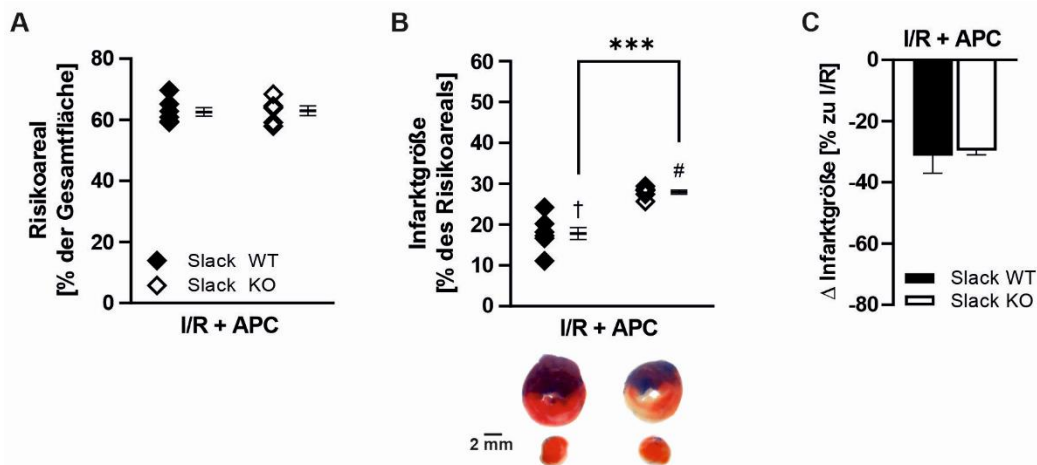 A
Risikoareal
[% der Gesamtfläche]
80
60
40
20
0
Slack WT
Slack KO
I/R + APC
B
***
Infarktgröße
[% des Risikoareals]
60
50
40
30
20
10
0
†
#
I/R + APC
2 mm
C
I/R + APC
Δ Infarktgröße [% zu I/R]
0
-20
-40
-60
-80
Slack WT
Slack KO